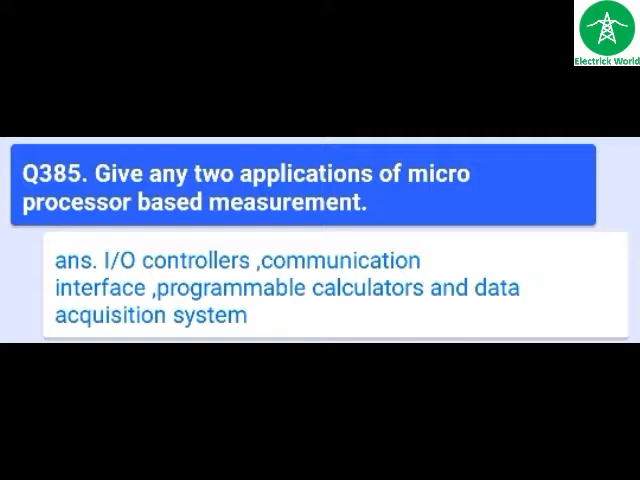 Electrick World
Q385. Give any two applications of micro
processor based measurement.
ans. I/O controllers ,communication
interface ,programmable calculators and data
acquisition system